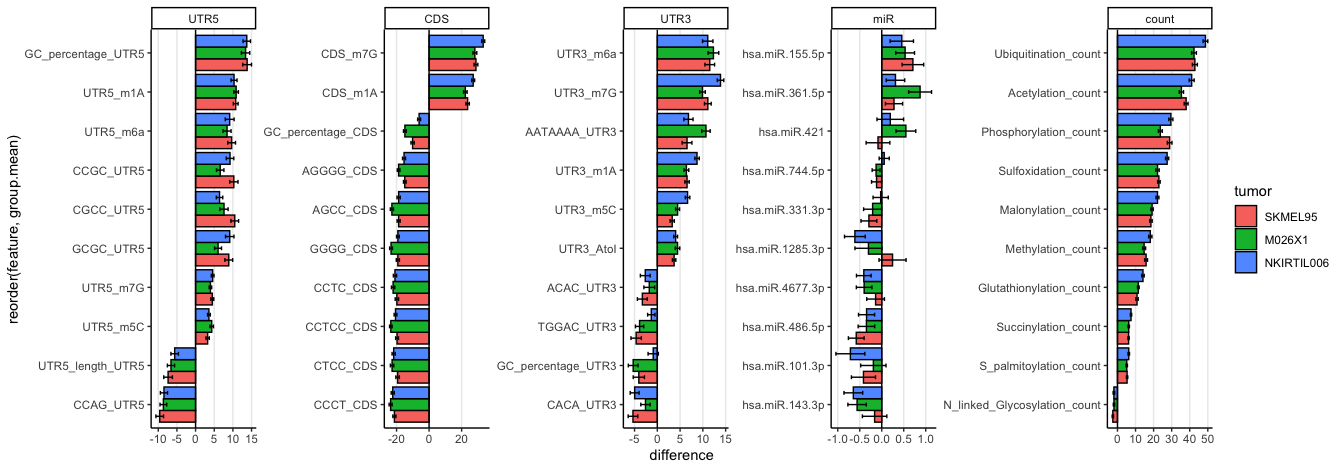 UTR5
CDS
UTR3
miR
count
reorder(feature, group.mean)
GC_percentage_UTR5
UTR5_m1A
UTR5_m6a
CCGC_UTR5
CGCC_UTR5
GCGC_UTR5
UTR5_m7G
UTR5_m5C
UTR5_length_UTR5
CCAG_UTR5
-10 -5 0 5 10 15
CDS_m7G
CDS_m1A
GC_percentage_CDS
AGGGG_CDS
AGCC_CDS
GGGG_CDS
CCTC_CDS
CCTCC_CDS
CTCC_CDS
CCCT_CDS
-20 0 20
UTR3_m6a
UTR3_m7G
AATAAAA_UTR3
UTR3_m1A
UTR3_m5C
UTR3_AtoI
ACAC_UTR3
TGGAC_UTR3
GC_percentage_UTR3
CACA_UTR3
-5 0 5 10 15
hsa.miR.155.5p
hsa.miR.361.5p
hsa.miR.421
hsa.miR.744.5p
hsa.miR.331.3p
hsa.miR.1285.3p
hsa.miR.4677.3p
hsa.miR.486.5p
hsa.miR.101.3p
hsa.miR.143.3p
-1.0 -0.5 0.0 0.5 1.0
Ubiquitination_count
Acetylation_count
Phosphorylation_count
Sulfoxidation_count
Malonylation_count
Methylation_count
Glutathionylation_count
Succinylation_count
S_palmitoylation_count
N_linked_Glycosylation_count
0 10 20 30 40 50
difference
tumor
SKMEL95
M026X1
NKIRTIL006